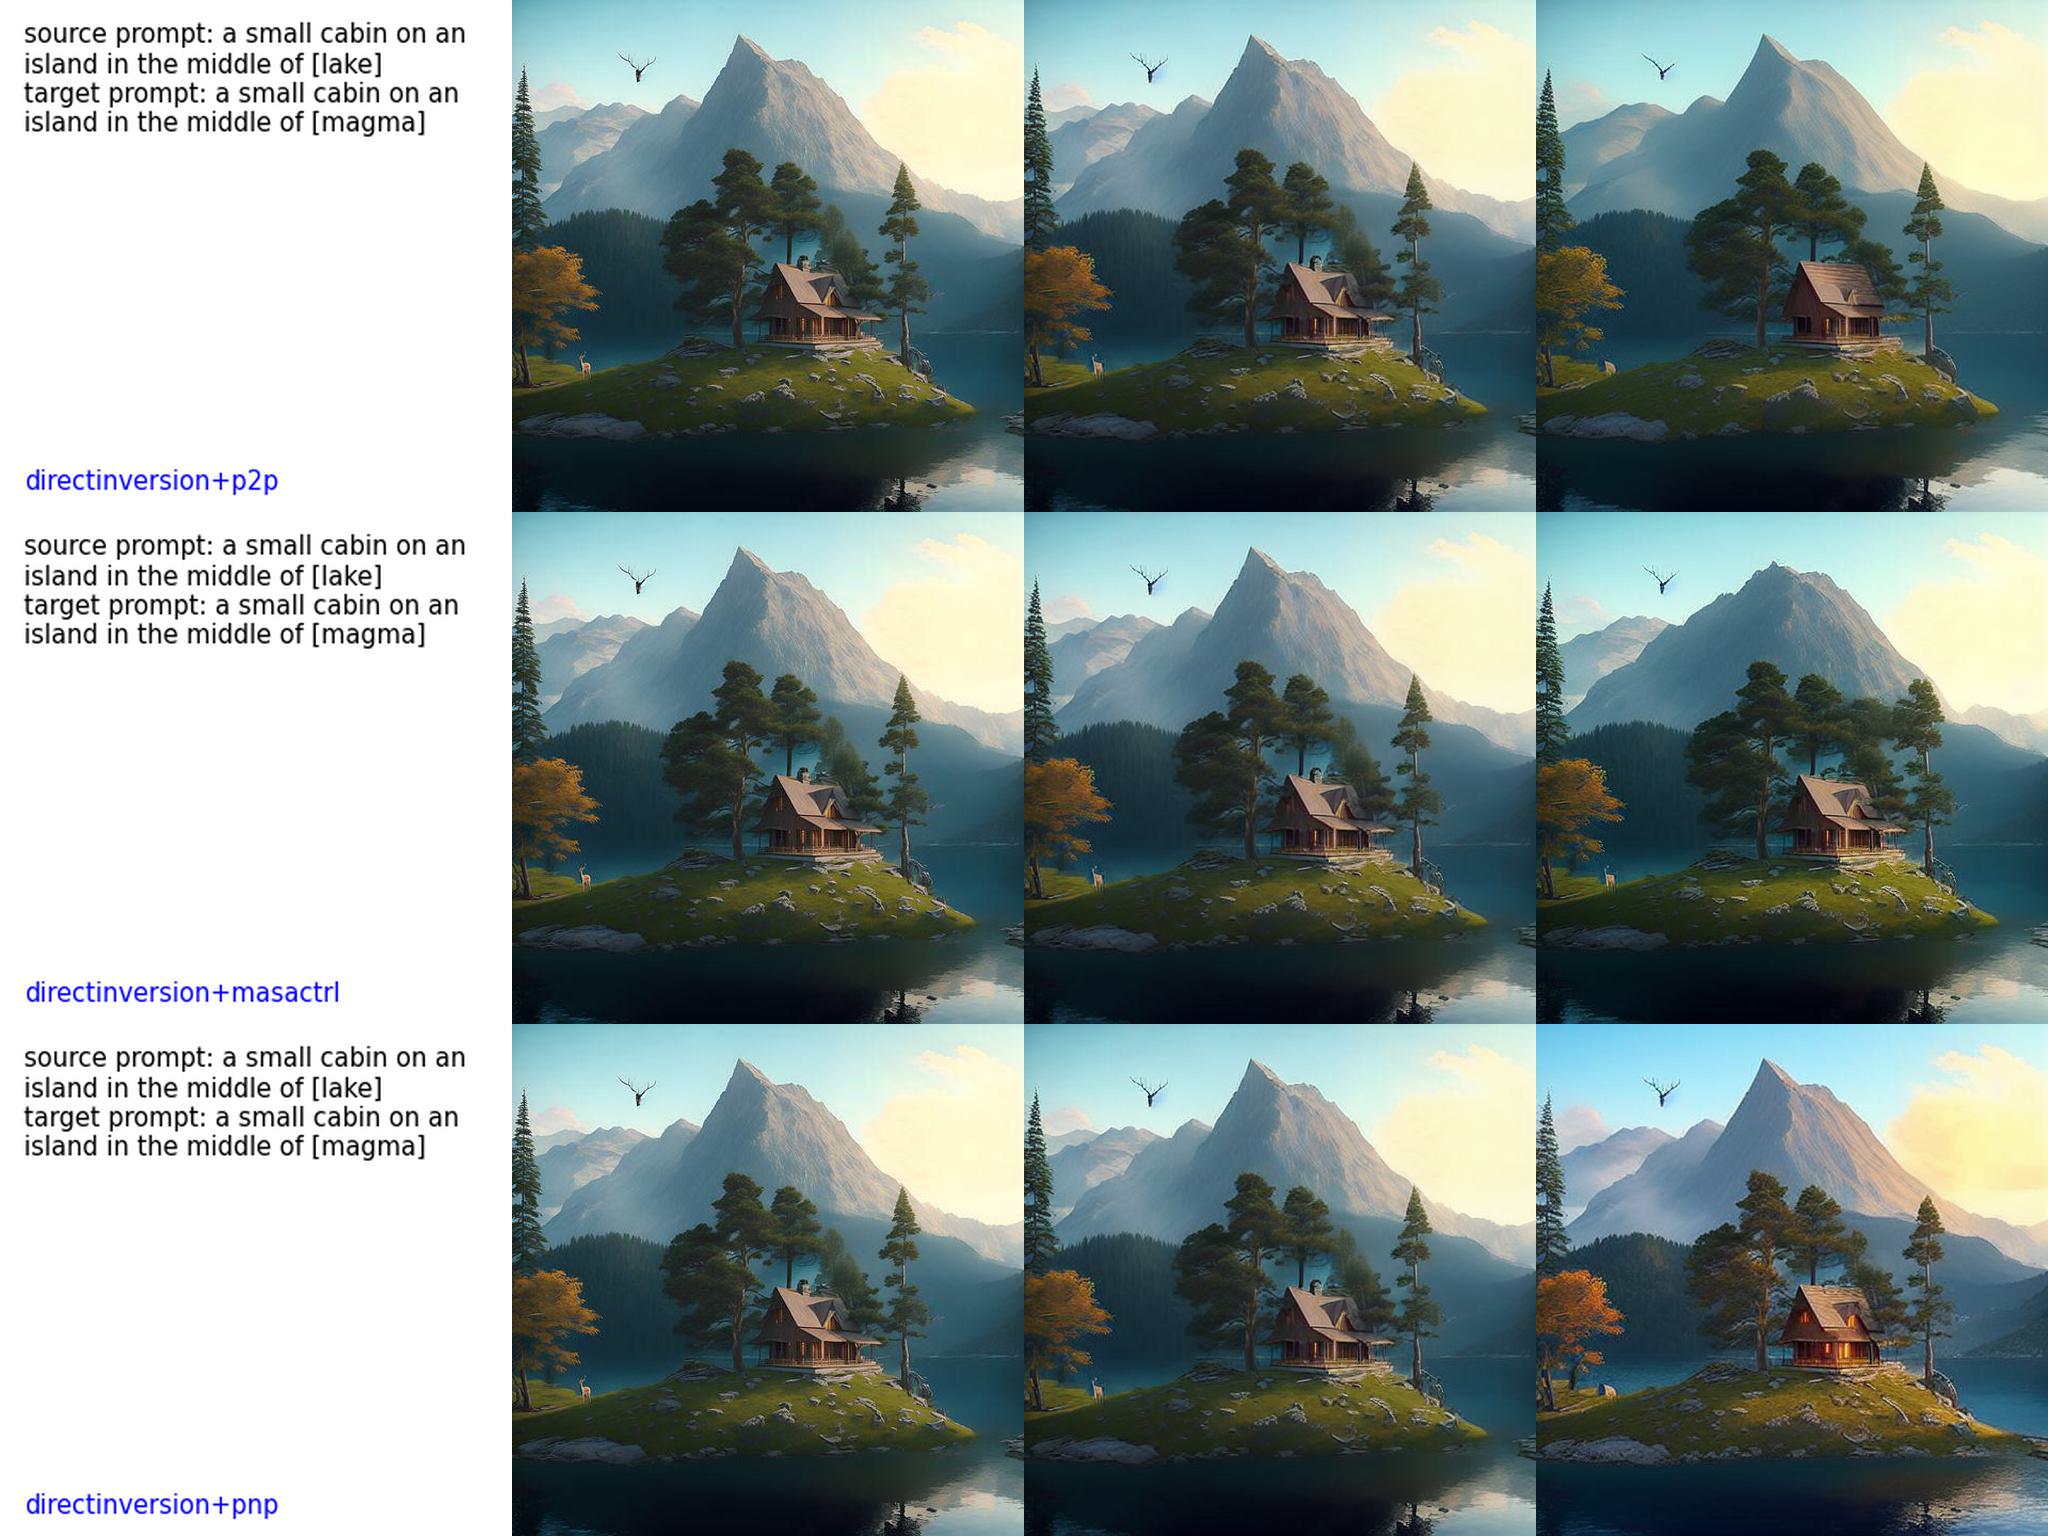 source prompt: a small cabin on an
island in the middle of [lake]
target prompt: a small cabin on an
island in the middle of [magma]
directinversion+p2p
source prompt: a small cabin on an
island in the middle of [lake]
target prompt: a small cabin on an
island in the middle of [magma]
directinversion+masactrl
source prompt: a small cabin on an
island in the middle of [lake]
target prompt: a small cabin on an
island in the middle of [magma]
directinversion+pnp